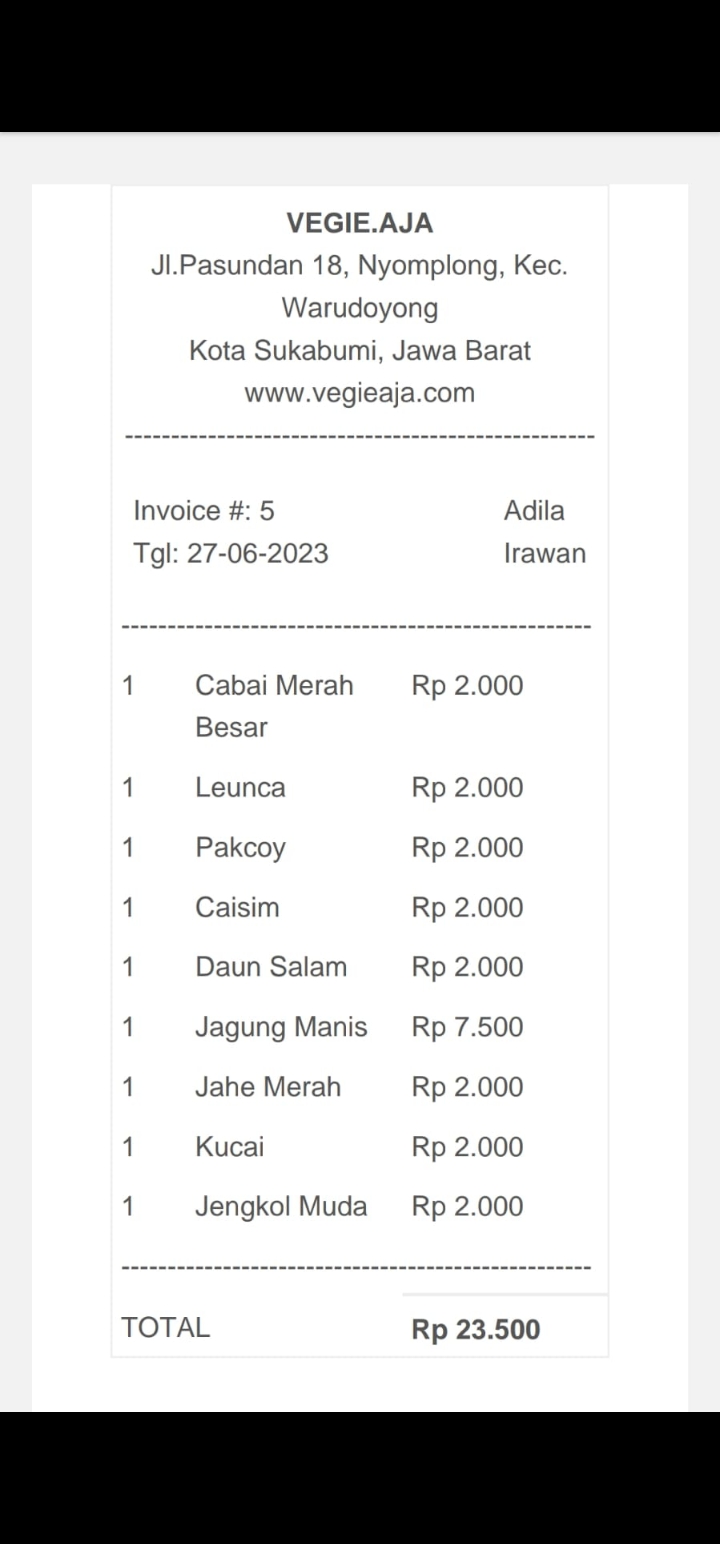 VEGIE.AJA
Jl.Pasundan 18, Nyomplong, Kec.
Warudoyong
Kota Sukabumi, Jawa Barat
www.vegieaja.com
--------------------------------------------------
Invoice #: 5 Adila
Tgl: 27-06-2023 Irawan
--------------------------------------------------
1 Cabai Merah Rp 2.000
Besar
1 Leunca Rp 2.000
1 Pakcoy Rp 2.000
1 Caisim Rp 2.000
1 Daun Salam Rp 2.000
1 Jagung Manis Rp 7.500
1 Jahe Merah Rp 2.000
1 Kucai Rp 2.000
1 Jengkol Muda Rp 2.000
--------------------------------------------------
TOTAL Rp 23.500